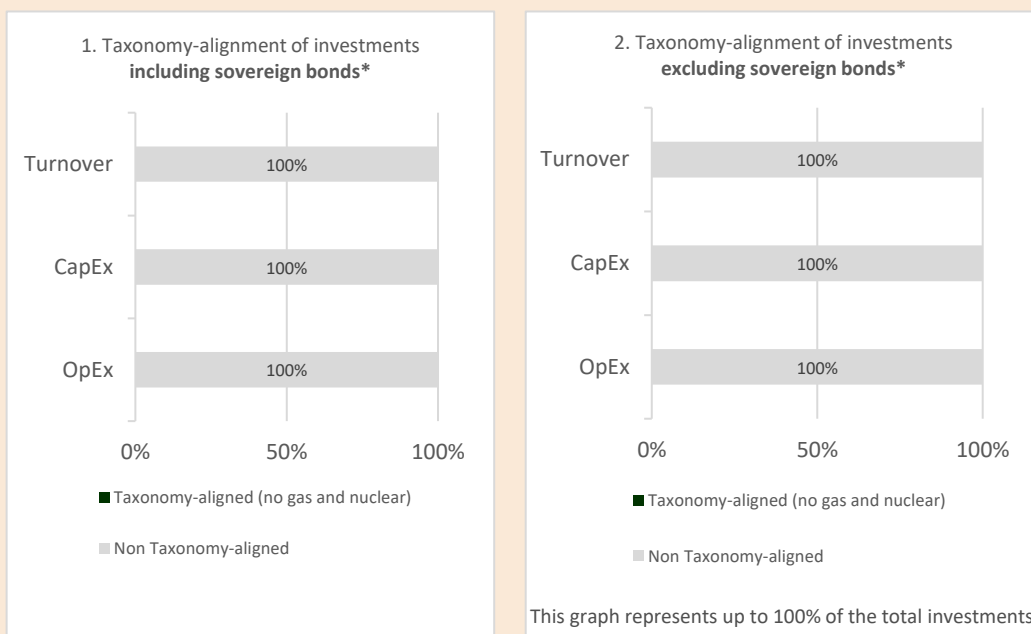 1. Taxonomy-alignment of investments
including sovereign bonds*
Turnover
100%
CapEx
100%
OpEx
100%
0%
50%
100%
Taxonomy-aligned (no gas and nuclear)
Non Taxonomy-aligned
2. Taxonomy-alignment of investments
excluding sovereign bonds*
Turnover
100%
CapEx
100%
OpEx
100%
0%
50%
100%
Taxonomy-aligned (no gas and nuclear)
Non Taxonomy-aligned
This graph represents up to 100% of the total investments